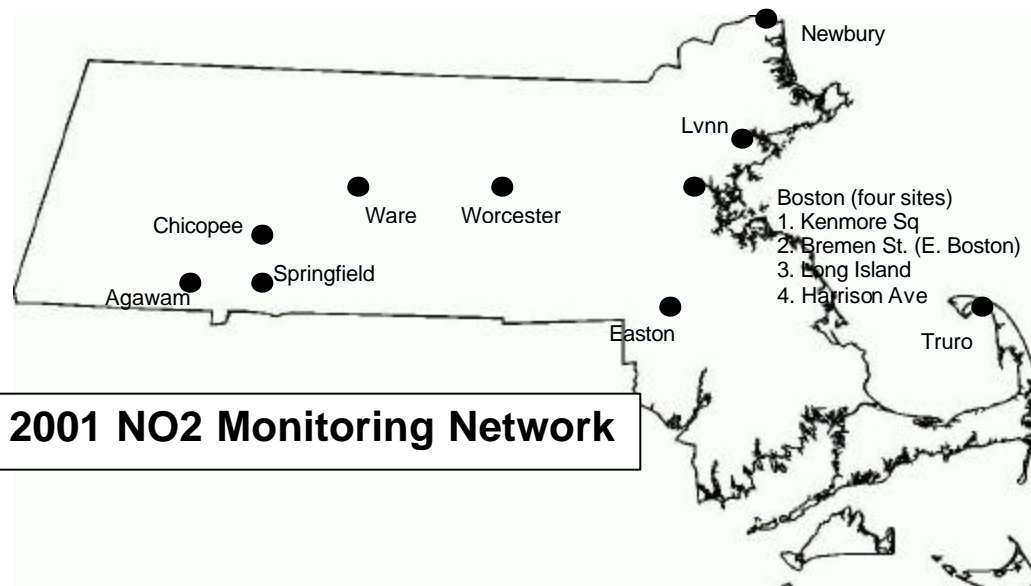 Newbury
Lvnn
Boston (four sites)
1. Kenmore Sq
2. Bremen St. (E. Boston)
3. Long Island
4. Harrison Ave
Ware
Worcester
Chicopee
Springfield
Agawam
Easton
Truro
2001 NO2 Monitoring Network